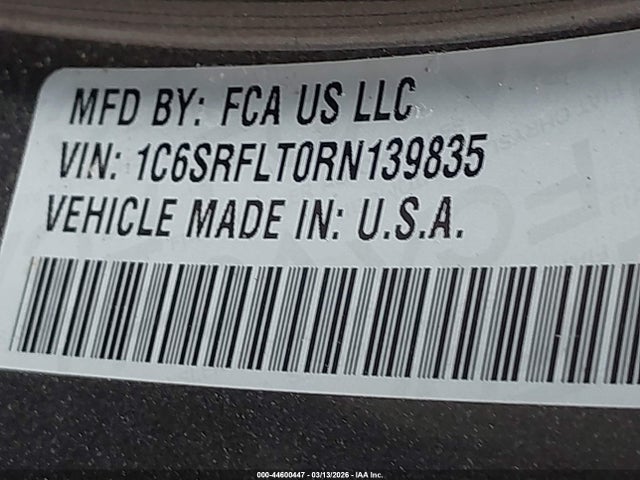 MFD BY: FCA US LLC
VIN: 1C6SRFLT0RN139835
VEHICLE MADE IN: U.S.A.
000-44600447 - 03/13/2026 - IAA Inc.